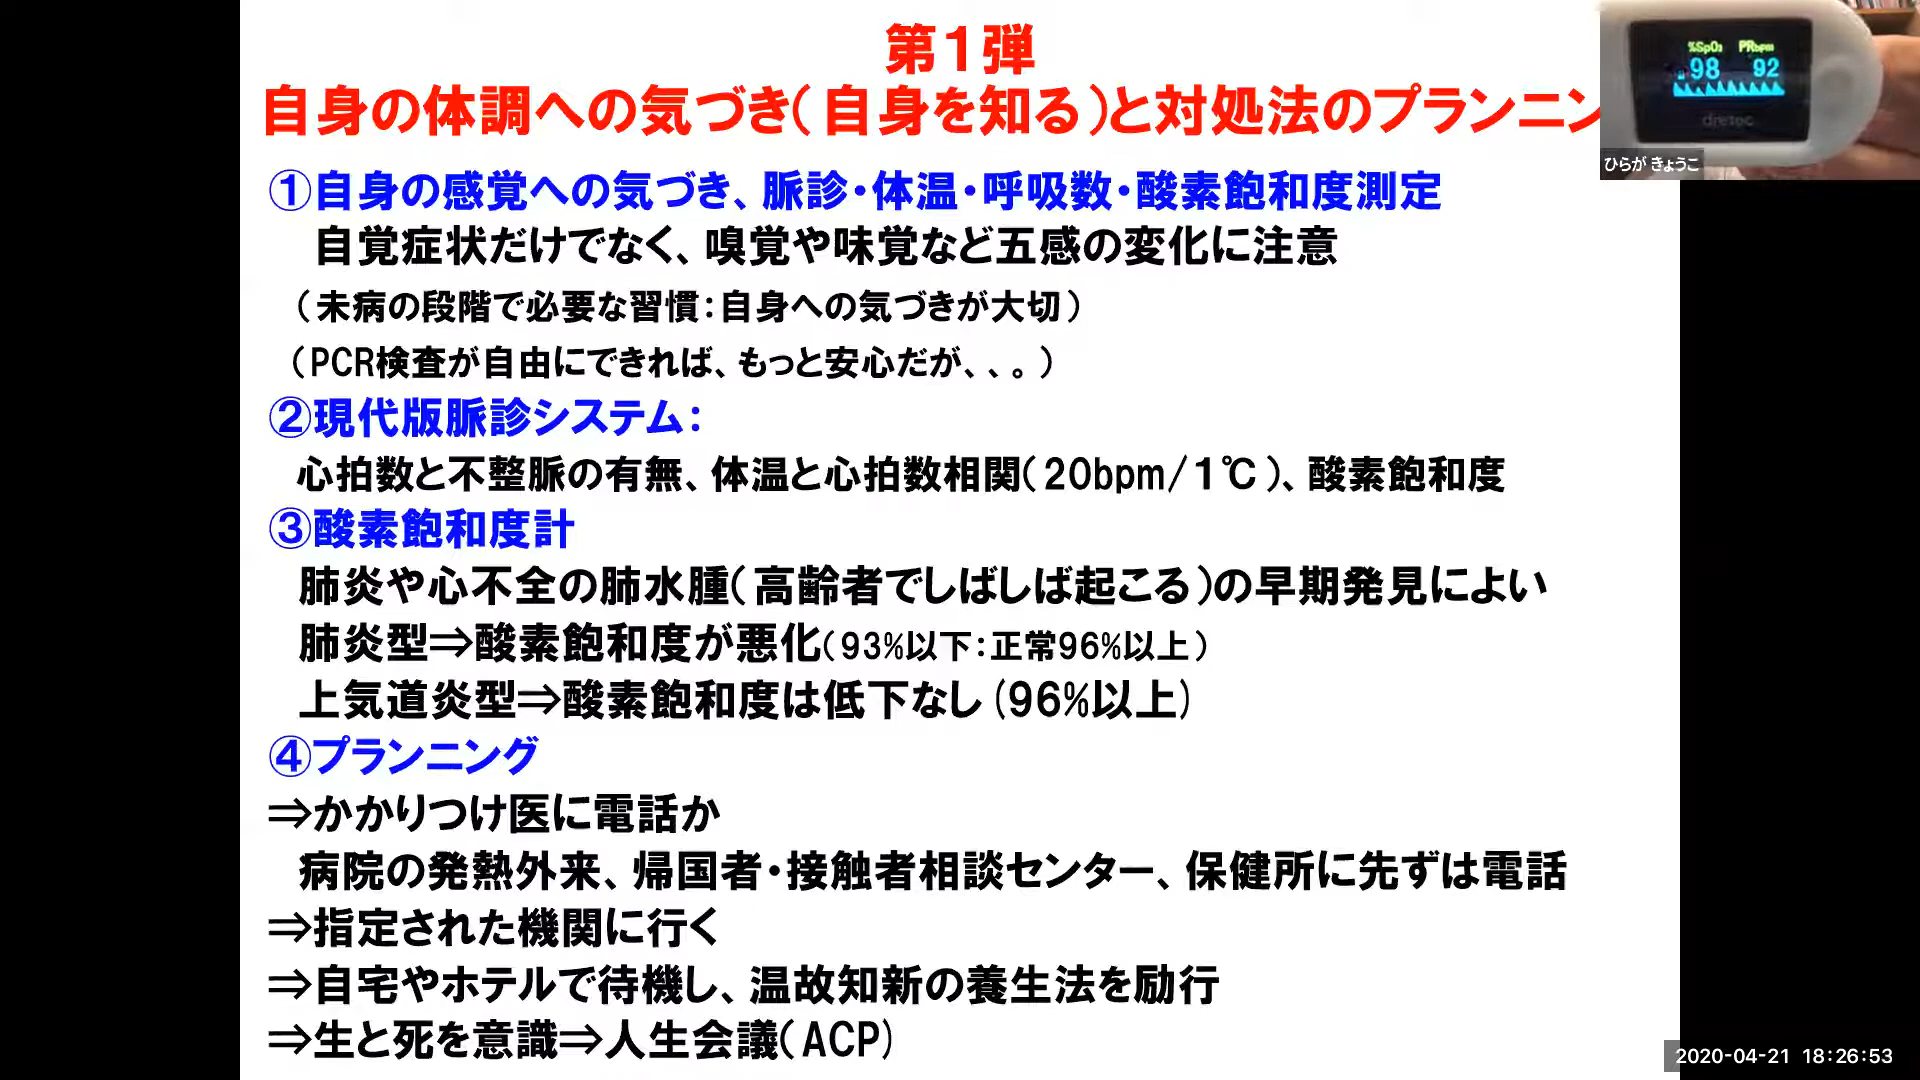 第１弾
自身の体調への気づき（自身を知る）と対処法のプランニン
①自身の感覚への気づき、脈診・体温・呼吸数・酸素飽和度測定
自覚症状だけでなく、嗅覚や味覚など五感の変化に注意
（未病の段階で必要な習慣：自身への気づきが大切）
（PCR検査が自由にできれば、もっと安心だが、、。）
②現代版脈診システム：
心拍数と不整脈の有無、体温と心拍数相関（20bpm/１℃）、酸素飽和度
③酸素飽和度計
肺炎や心不全の肺水腫（高齢者でしばしば起こる）の早期発見によい
肺炎型⇒酸素飽和度が悪化（93%以下：正常96%以上）
上気道炎型⇒酸素飽和度は低下なし(96%以上)
④プランニング
⇒かかりつけ医に電話か
病院の発熱外来、帰国者・接触者相談センター、保健所に先ずは電話
⇒指定された機関に行く
⇒自宅やホテルで待機し、温故知新の養生法を励行
⇒生と死を意識⇒人生会議（ACP）
%SpO₂ PRbpm
98 92
dretec
ひらが きょうこ
2020-04-21 18:26:53